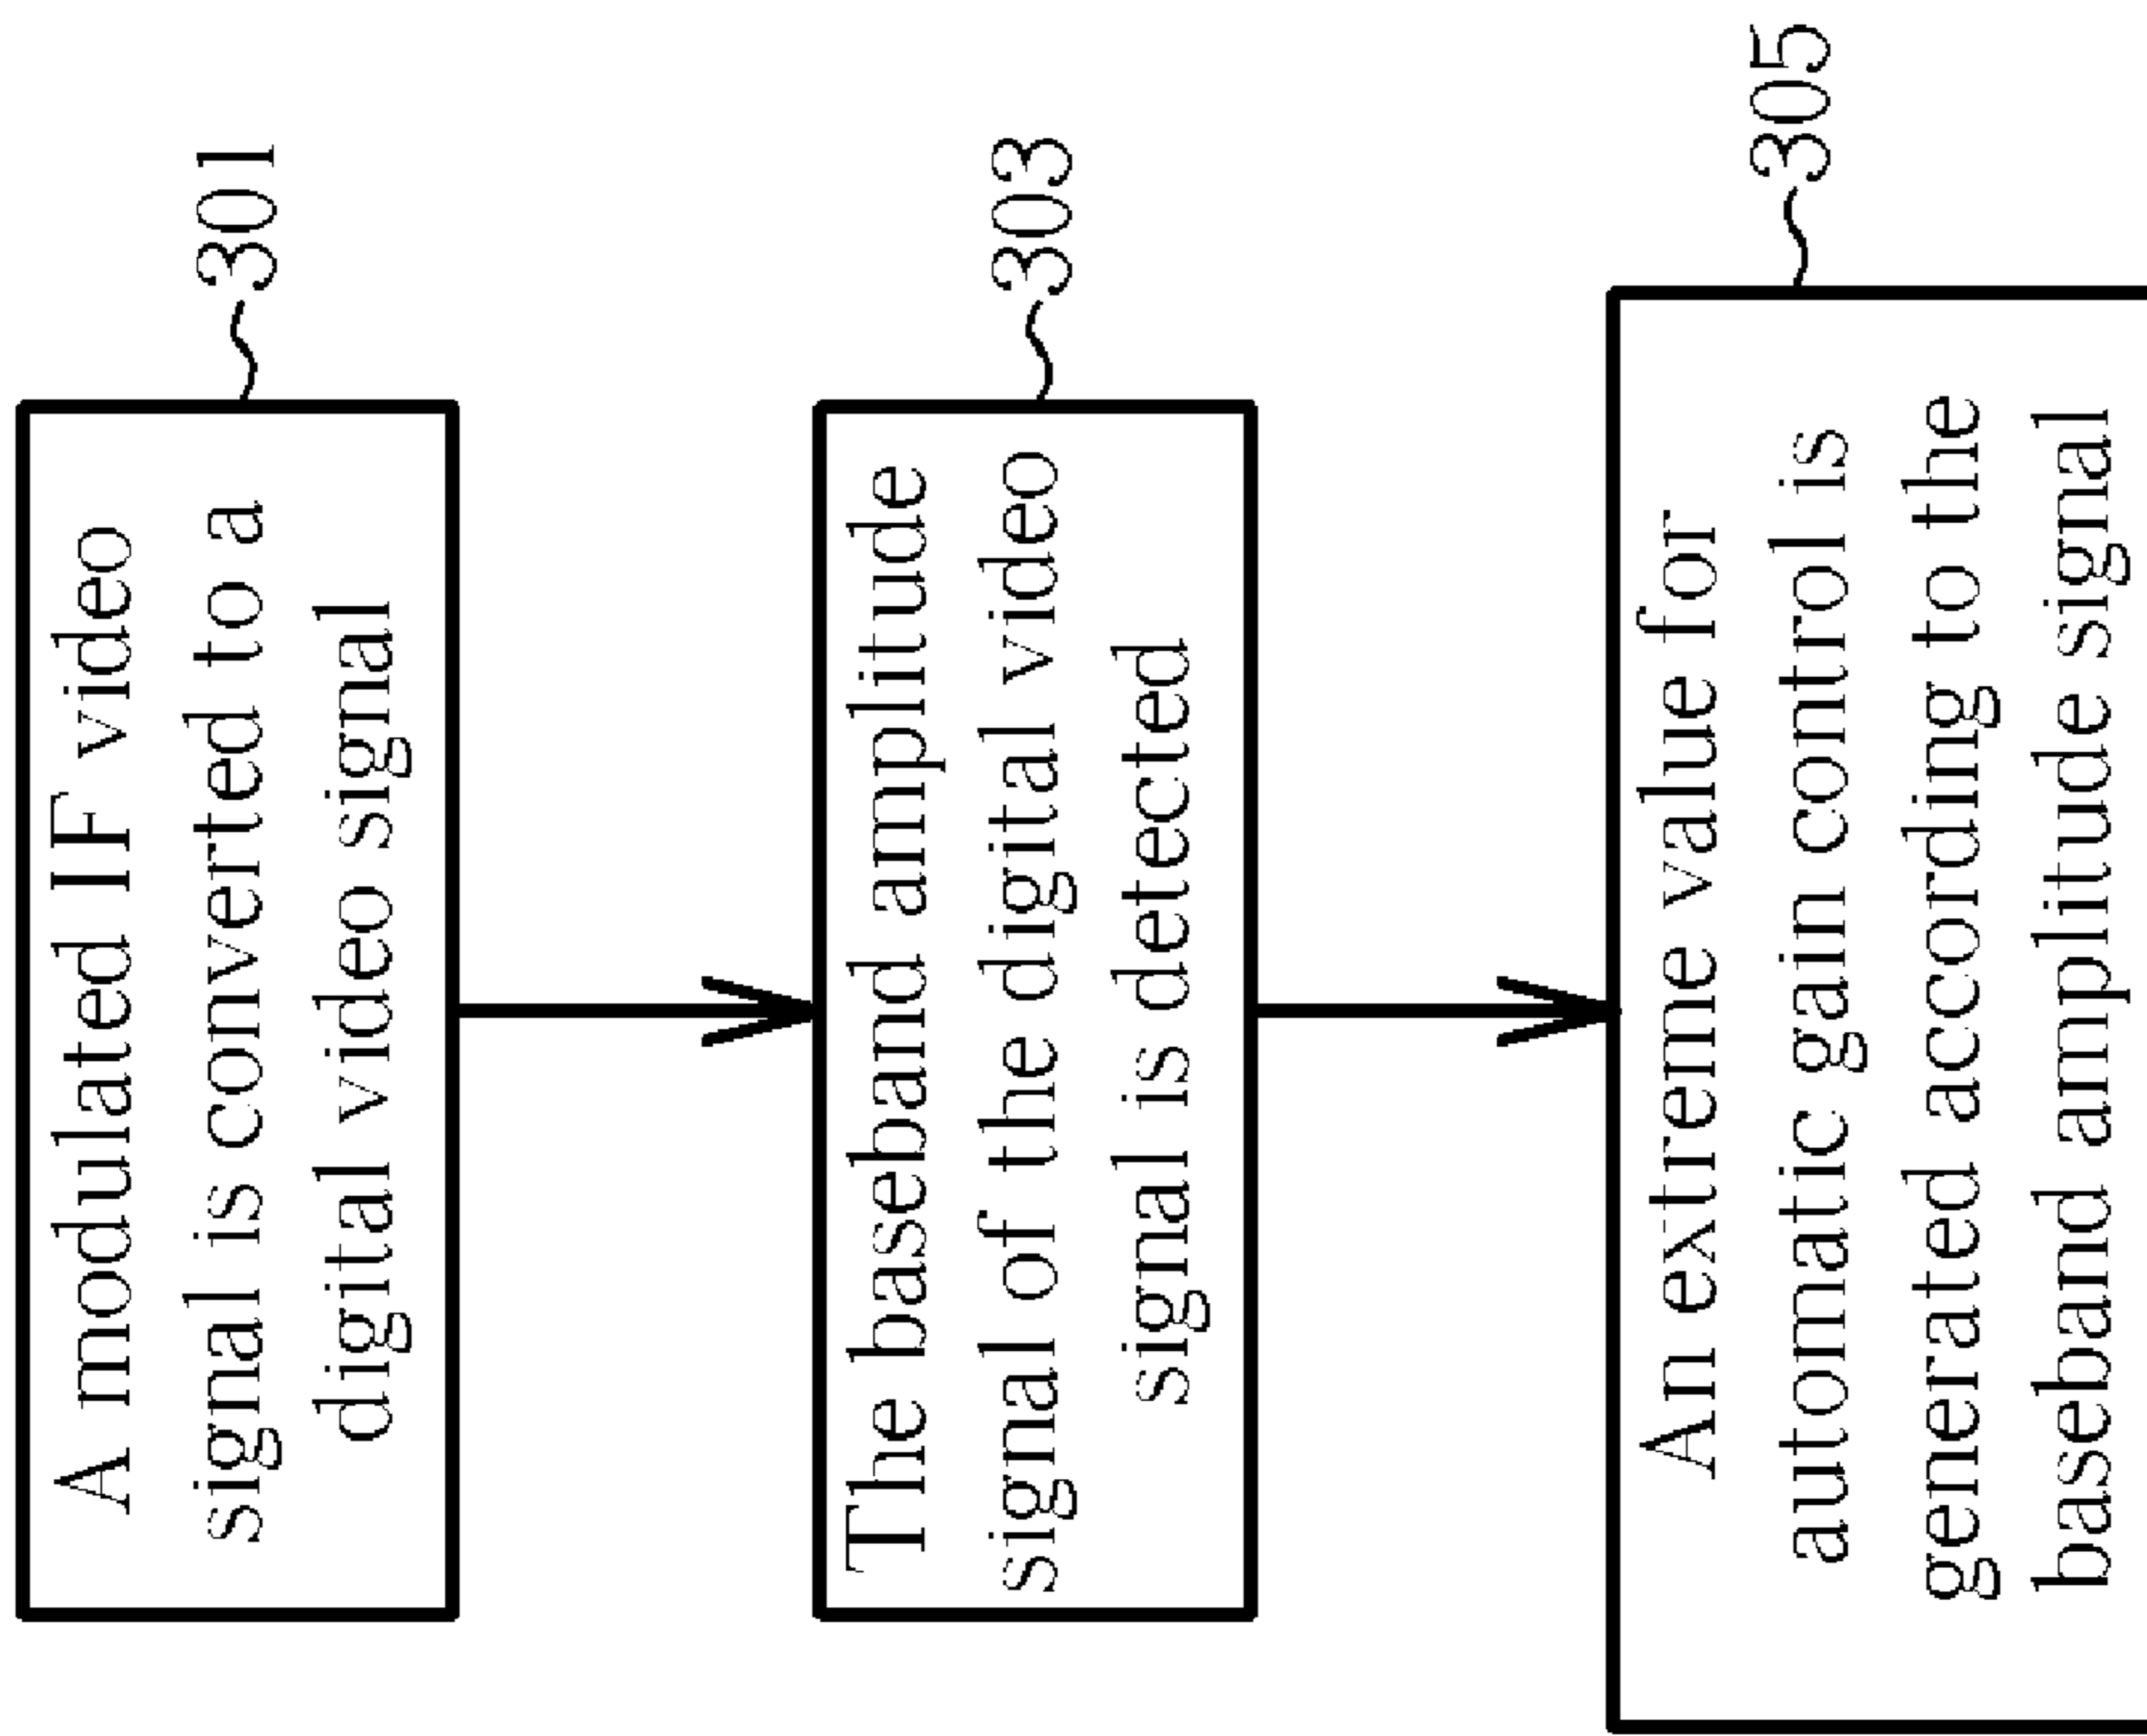 A modulated IF video
signal is converted to a
digital video signal
301
The baseband amplitude
signal of the digital video
signal is detected
303
An extreme value for
automatic gain control is
generated according to the
baseband amplitude signal
305